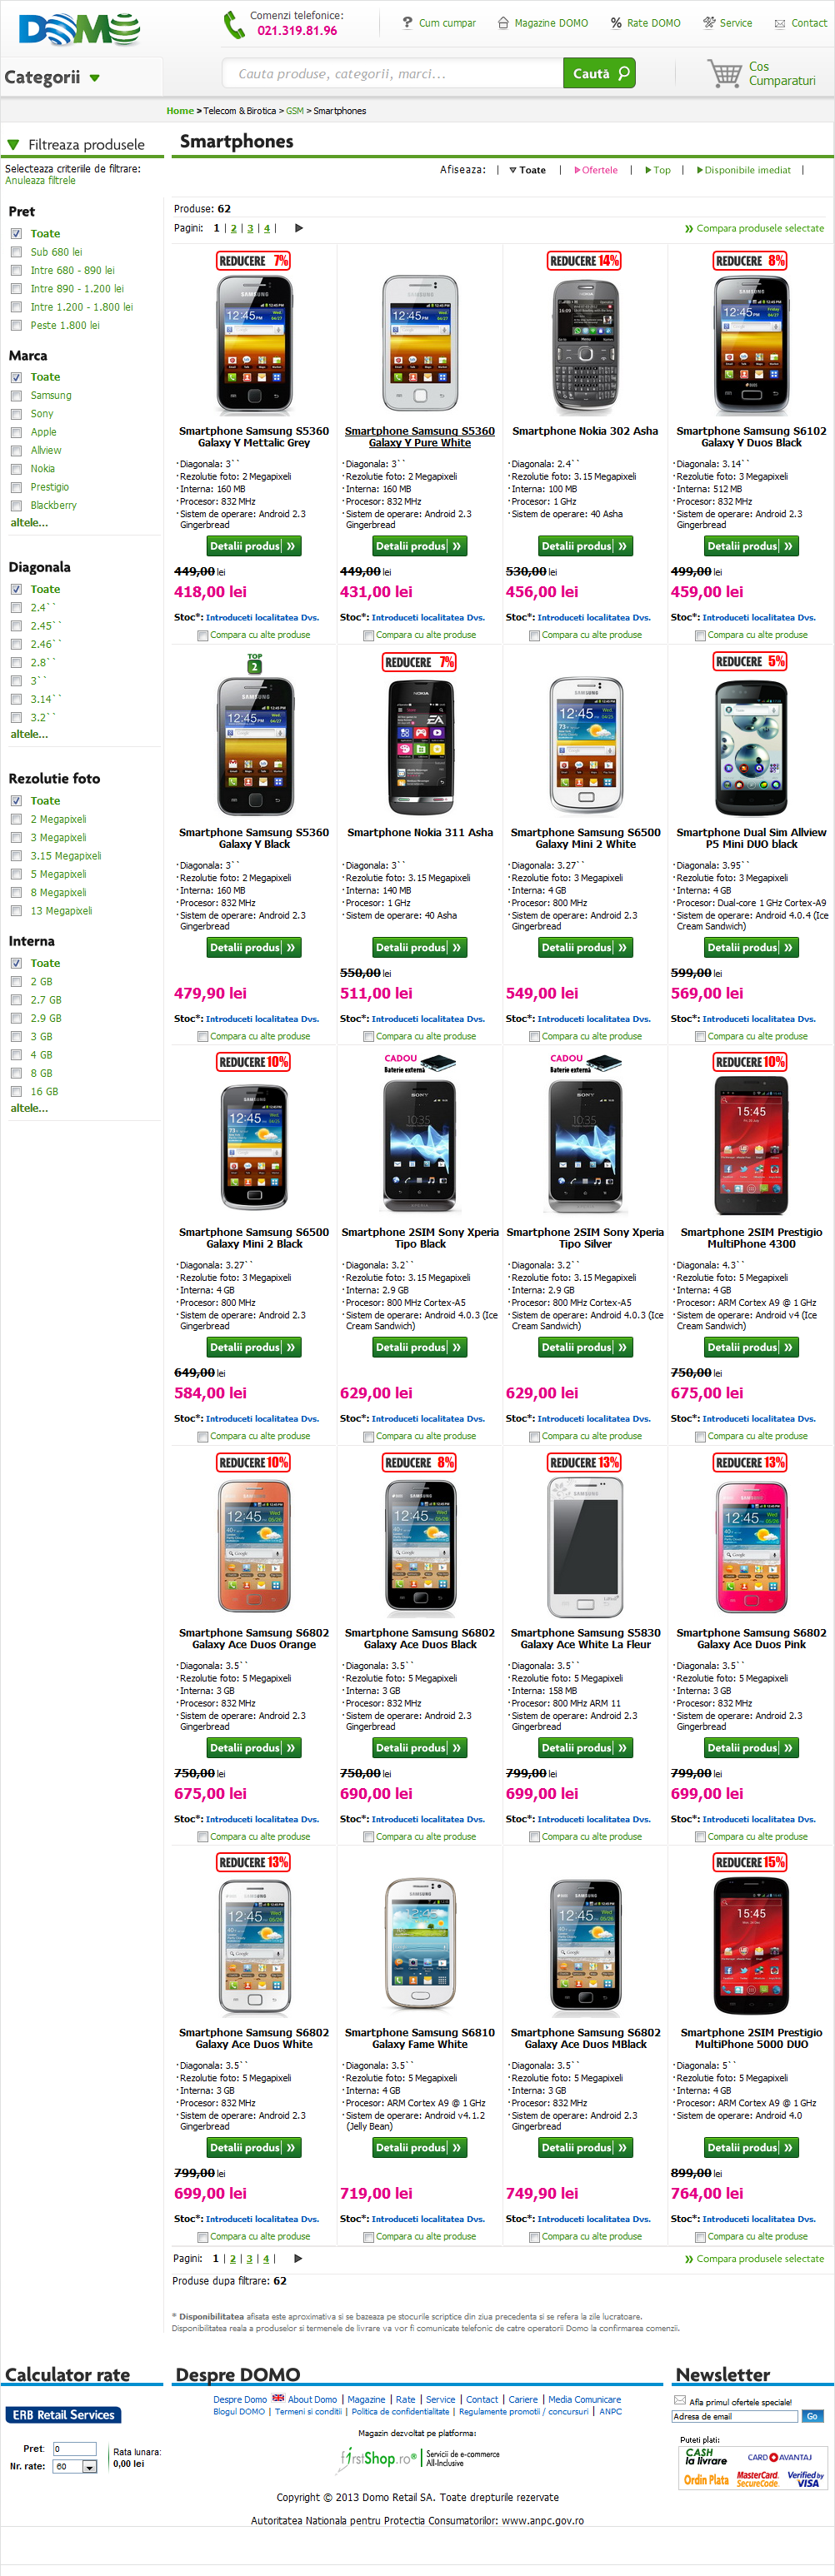 DOMO
Comenzi telefonice:
021.319.81.96
Cum cumpar
Magazine DOMO
Rate DOMO
Service
Contact
Categorii
Cauta produse, categorii, marci...
Caută
Cos
Cumparaturi
Home > Telecom & Birotica > GSM > Smartphones
Filtreaza produsele
Smartphones
Selecteaza criteriile de filtrare:
Anuleaza filtrele
Afiseaza: | Toate | Ofertele | Top | Disponibile imediat |
Pret
Toate
Sub 680 lei
Intre 680 - 890 lei
Intre 890 - 1.200 lei
Intre 1.200 - 1.800 lei
Peste 1.800 lei
Marca
Toate
Samsung
Sony
Apple
Allview
Nokia
Prestigio
Blackberry
altele...
Diagonala
Toate
2.4``
2.45``
2.46``
2.8``
3``
3.14``
3.2``
altele...
Rezolutie foto
Toate
2 Megapixeli
3 Megapixeli
3.15 Megapixeli
5 Megapixeli
8 Megapixeli
13 Megapixeli
Interna
Toate
2 GB
2.7 GB
2.9 GB
3 GB
4 GB
8 GB
16 GB
altele...
Produse: 62
Pagini: 1 | 2 | 3 | 4 |
Compara produsele selectate
REDUCERE 7%
Smartphone Samsung S5360
Galaxy Y Mettalic Grey
Diagonala: 3``
Rezolutie foto: 2 Megapixeli
Interna: 160 MB
Procesor: 832 MHz
Sistem de operare: Android 2.3
Gingerbread
Detalii produs
449,00 lei
418,00 lei
Stoc*: Introduceti localitatea Dvs.
Compara cu alte produse
Smartphone Samsung S5360
Galaxy Y Pure White
Diagonala: 3``
Rezolutie foto: 2 Megapixeli
Interna: 160 MB
Procesor: 832 MHz
Sistem de operare: Android 2.3
Gingerbread
Detalii produs
449,00 lei
431,00 lei
Stoc*: Introduceti localitatea Dvs.
Compara cu alte produse
REDUCERE 14%
Smartphone Nokia 302 Asha
Diagonala: 2.4``
Rezolutie foto: 3.15 Megapixeli
Interna: 100 MB
Procesor: 1 GHz
Sistem de operare: 40 Asha
Detalii produs
530,00 lei
456,00 lei
Stoc*: Introduceti localitatea Dvs.
Compara cu alte produse
REDUCERE 8%
Smartphone Samsung S6102
Galaxy Y Duos Black
Diagonala: 3.14``
Rezolutie foto: 3 Megapixeli
Interna: 512 MB
Procesor: 832 MHz
Sistem de operare: Android 2.3
Gingerbread
Detalii produs
499,00 lei
459,00 lei
Stoc*: Introduceti localitatea Dvs.
Compara cu alte produse
TOP
2
Smartphone Samsung S5360
Galaxy Y Black
Diagonala: 3``
Rezolutie foto: 2 Megapixeli
Interna: 160 MB
Procesor: 832 MHz
Sistem de operare: Android 2.3
Gingerbread
Detalii produs
479,90 lei
Stoc*: Introduceti localitatea Dvs.
Compara cu alte produse
REDUCERE 7%
Smartphone Nokia 311 Asha
Diagonala: 3``
Rezolutie foto: 3.15 Megapixeli
Interna: 140 MB
Procesor: 1 GHz
Sistem de operare: 40 Asha
Detalii produs
550,00 lei
511,00 lei
Stoc*: Introduceti localitatea Dvs.
Compara cu alte produse
Smartphone Samsung S6500
Galaxy Mini 2 White
Diagonala: 3.27``
Rezolutie foto: 3 Megapixeli
Interna: 4 GB
Procesor: 800 MHz
Sistem de operare: Android 2.3
Gingerbread
Detalii produs
549,00 lei
Stoc*: Introduceti localitatea Dvs.
Compara cu alte produse
REDUCERE 5%
Smartphone Dual Sim Allview
P5 Mini DUO black
Diagonala: 3.95``
Rezolutie foto: 3 Megapixeli
Interna: 4 GB
Procesor: Dual-core 1 GHz Cortex-A9
Sistem de operare: Android 4.0.4 (Ice
Cream Sandwich)
Detalii produs
599,00 lei
569,00 lei
Stoc*: Introduceti localitatea Dvs.
Compara cu alte produse
REDUCERE 10%
Smartphone Samsung S6500
Galaxy Mini 2 Black
Diagonala: 3.27``
Rezolutie foto: 3 Megapixeli
Interna: 4 GB
Procesor: 800 MHz
Sistem de operare: Android 2.3
Gingerbread
Detalii produs
649,00 lei
584,00 lei
Stoc*: Introduceti localitatea Dvs.
Compara cu alte produse
CADOU
Baterie externă
Smartphone 2SIM Sony Xperia
Tipo Black
Diagonala: 3.2``
Rezolutie foto: 3.15 Megapixeli
Interna: 2.9 GB
Procesor: 800 MHz Cortex-A5
Sistem de operare: Android 4.0.3 (Ice
Cream Sandwich)
Detalii produs
629,00 lei
Stoc*: Introduceti localitatea Dvs.
Compara cu alte produse
CADOU
Baterie externă
Smartphone 2SIM Sony Xperia
Tipo Silver
Diagonala: 3.2``
Rezolutie foto: 3.15 Megapixeli
Interna: 2.9 GB
Procesor: 800 MHz Cortex-A5
Sistem de operare: Android 4.0.3 (Ice
Cream Sandwich)
Detalii produs
629,00 lei
Stoc*: Introduceti localitatea Dvs.
Compara cu alte produse
REDUCERE 10%
Smartphone 2SIM Prestigio
MultiPhone 4300
Diagonala: 4.3``
Rezolutie foto: 5 Megapixeli
Interna: 4 GB
Procesor: ARM Cortex A9 @ 1 GHz
Sistem de operare: Android v4 (Ice
Cream Sandwich)
Detalii produs
750,00 lei
675,00 lei
Stoc*: Introduceti localitatea Dvs.
Compara cu alte produse
REDUCERE 10%
Smartphone Samsung S6802
Galaxy Ace Duos Orange
Diagonala: 3.5``
Rezolutie foto: 5 Megapixeli
Interna: 3 GB
Procesor: 832 MHz
Sistem de operare: Android 2.3
Gingerbread
Detalii produs
750,00 lei
675,00 lei
Stoc*: Introduceti localitatea Dvs.
Compara cu alte produse
REDUCERE 8%
Smartphone Samsung S6802
Galaxy Ace Duos Black
Diagonala: 3.5``
Rezolutie foto: 5 Megapixeli
Interna: 3 GB
Procesor: 832 MHz
Sistem de operare: Android 2.3
Gingerbread
Detalii produs
750,00 lei
690,00 lei
Stoc*: Introduceti localitatea Dvs.
Compara cu alte produse
REDUCERE 13%
Smartphone Samsung S5830
Galaxy Ace White La Fleur
Diagonala: 3.5``
Rezolutie foto: 5 Megapixeli
Interna: 158 MB
Procesor: 800 MHz ARM 11
Sistem de operare: Android 2.3
Gingerbread
Detalii produs
799,00 lei
699,00 lei
Stoc*: Introduceti localitatea Dvs.
Compara cu alte produse
REDUCERE 13%
Smartphone Samsung S6802
Galaxy Ace Duos Pink
Diagonala: 3.5``
Rezolutie foto: 5 Megapixeli
Interna: 3 GB
Procesor: 832 MHz
Sistem de operare: Android 2.3
Gingerbread
Detalii produs
799,00 lei
699,00 lei
Stoc*: Introduceti localitatea Dvs.
Compara cu alte produse
REDUCERE 13%
Smartphone Samsung S6802
Galaxy Ace Duos White
Diagonala: 3.5``
Rezolutie foto: 5 Megapixeli
Interna: 3 GB
Procesor: 832 MHz
Sistem de operare: Android 2.3
Gingerbread
Detalii produs
799,00 lei
699,00 lei
Stoc*: Introduceti localitatea Dvs.
Compara cu alte produse
Smartphone Samsung S6810
Galaxy Fame White
Diagonala: 3.5``
Rezolutie foto: 5 Megapixeli
Interna: 4 GB
Procesor: ARM Cortex A9 @ 1 GHz
Sistem de operare: Android v4.1.2
(Jelly Bean)
Detalii produs
719,00 lei
Stoc*: Introduceti localitatea Dvs.
Compara cu alte produse
Smartphone Samsung S6802
Galaxy Ace Duos MBlack
Diagonala: 3.5``
Rezolutie foto: 5 Megapixeli
Interna: 3 GB
Procesor: 832 MHz
Sistem de operare: Android 2.3
Gingerbread
Detalii produs
749,90 lei
Stoc*: Introduceti localitatea Dvs.
Compara cu alte produse
REDUCERE 15%
Smartphone 2SIM Prestigio
MultiPhone 5000 DUO
Diagonala: 5``
Rezolutie foto: 5 Megapixeli
Interna: 4 GB
Procesor: ARM Cortex A9 @ 1 GHz
Sistem de operare: Android 4.0
Detalii produs
899,00 lei
764,00 lei
Stoc*: Introduceti localitatea Dvs.
Compara cu alte produse
Pagini: 1 | 2 | 3 | 4 |
Compara produsele selectate
Produse dupa filtrare: 62
* Disponibilitatea afisata este aproximativa si se bazeaza pe stocurile scriptice din ziua precedenta si se refera la zile lucratoare.
Disponibilitatea reala a produselor si termenele de livrare va vor fi comunicate telefonic de catre operatorii Domo la confirmarea comenzii.
Calculator rate
ERB Retail Services
Pret: 0
Nr. rate: 60
Rata lunara:
0,00 lei
Despre DOMO
Despre Domo About Domo | Magazine | Rate | Service | Contact | Cariere | Media Comunicare
Blogul DOMO | Termeni si conditii | Politica de confidentialitate | Regulamente promotii / concursuri | ANPC
Magazin dezvoltat pe platforma:
f1rstShop.ro® Servicii de e-commerce
All-Inclusive
Copyright © 2013 Domo Retail SA. Toate drepturile rezervate
Autoritatea Nationala pentru Protectia Consumatorilor: www.anpc.gov.ro
Newsletter
Afla primul ofertele speciale!
Adresa de email
Go
Puteti plati:
CASH
la livrare
CARD AVANTAJ
Ordin Plata
MasterCard.
SecureCode.
Verified by
VISA